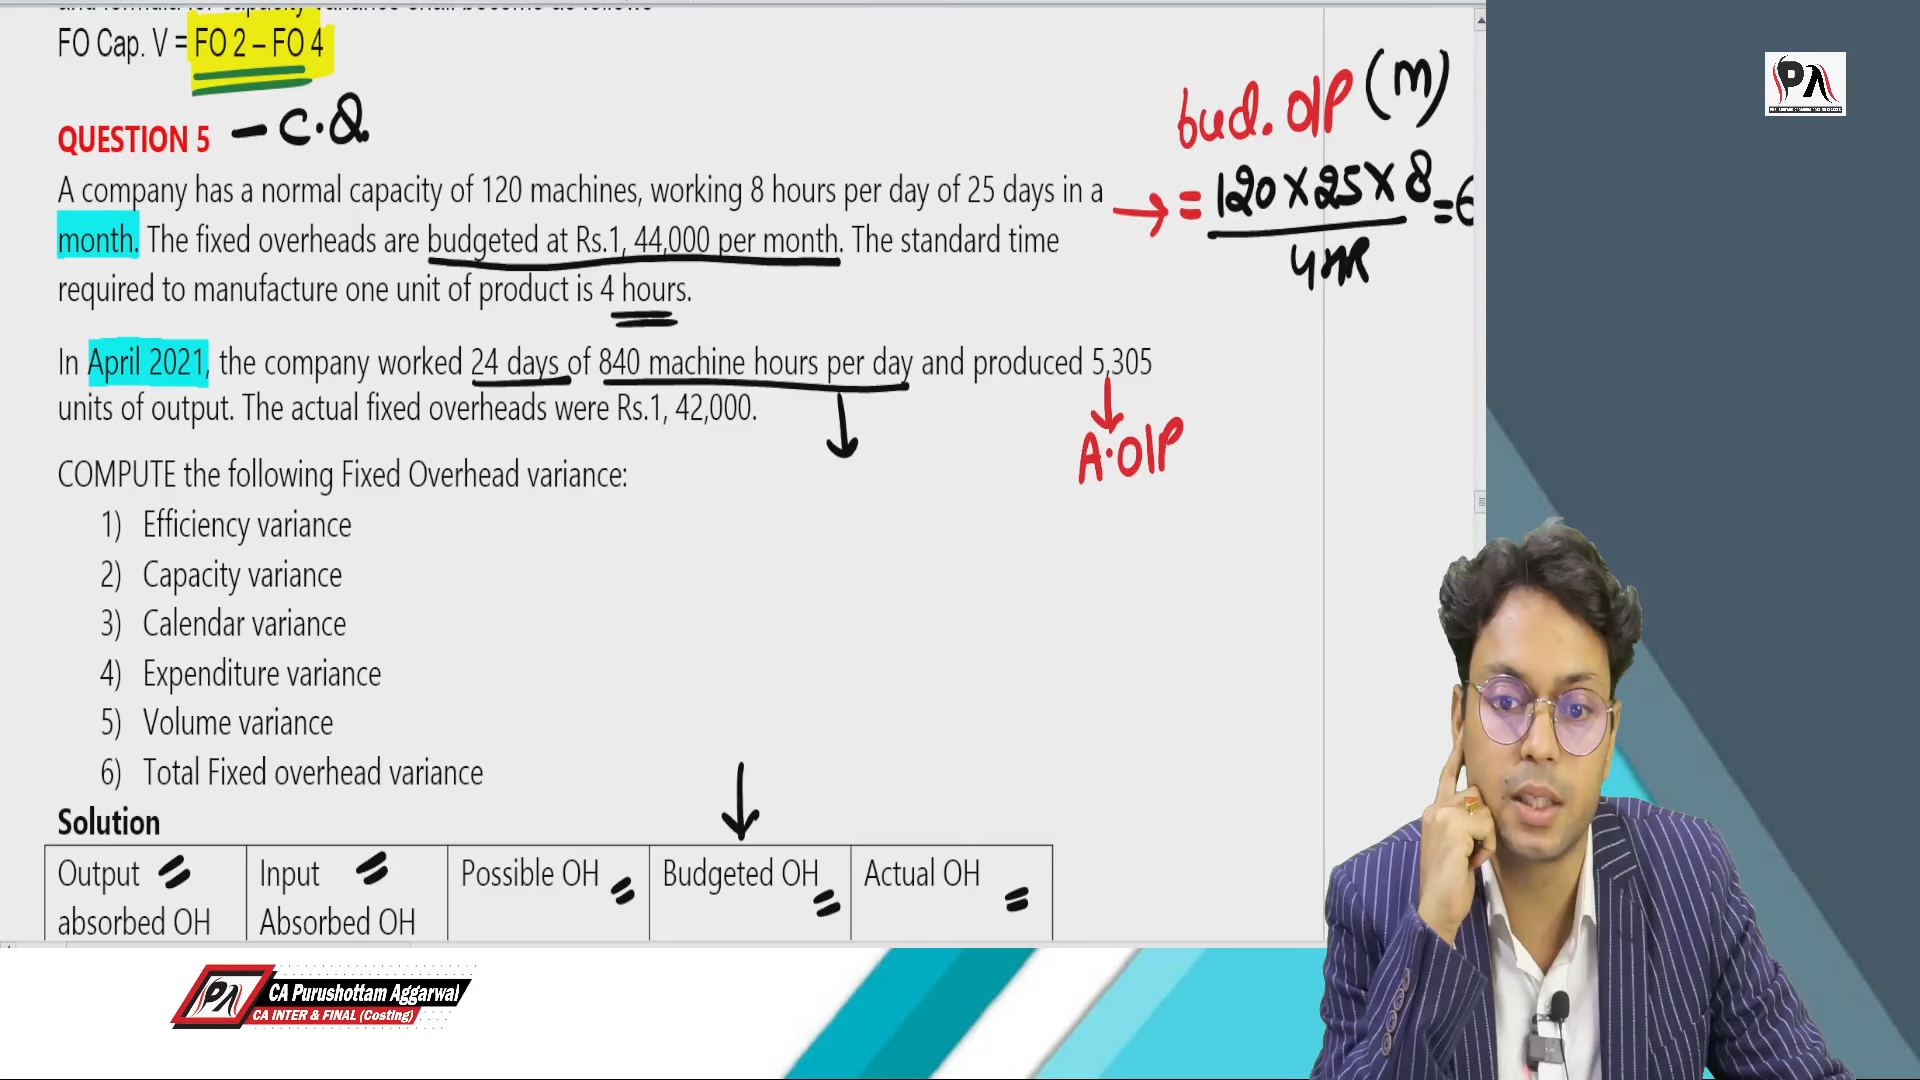 FO Cap. V = FO 2 – FO 4
QUESTION 5 – C.Q.
A company has a normal capacity of 120 machines, working 8 hours per day of 25 days in a
month. The fixed overheads are budgeted at Rs.1, 44,000 per month. The standard time
required to manufacture one unit of product is 4 hours.
In April 2021, the company worked 24 days of 840 machine hours per day and produced 5,305
units of output. The actual fixed overheads were Rs.1, 42,000.
COMPUTE the following Fixed Overhead variance:
1) Efficiency variance
2) Capacity variance
3) Calendar variance
4) Expenditure variance
5) Volume variance
6) Total Fixed overhead variance
Solution
Output absorbed OH
Input Absorbed OH
Possible OH
Budgeted OH
Actual OH
bud. O/P (M)
= 120 × 25 × 8 = 6
4 HR
A.O/P
PA
CA Purushottam Aggarwal
CA INTER & FINAL (Costing)